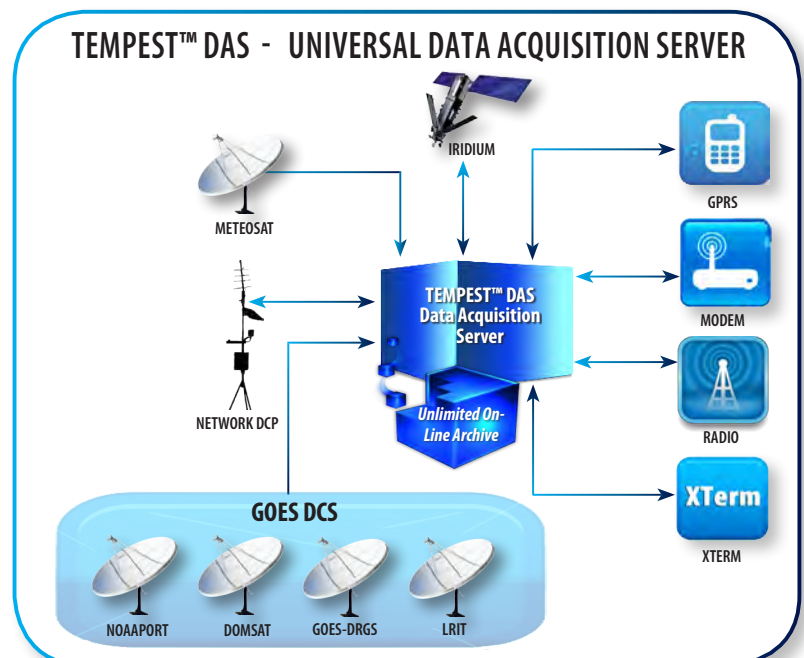 TEMPEST™ DAS - UNIVERSAL DATA ACQUISITION SERVER
IRIDIUM
METEOSAT
GPRS
TEMPEST™ DAS
Data Acquisition
Server
MODEM
Unlimited On-
Line Archive
NETWORK DCP
RADIO
XTerm
XTERM
GOES DCS
NOAAPORT
DOMSAT
GOES-DRGS
LRIT